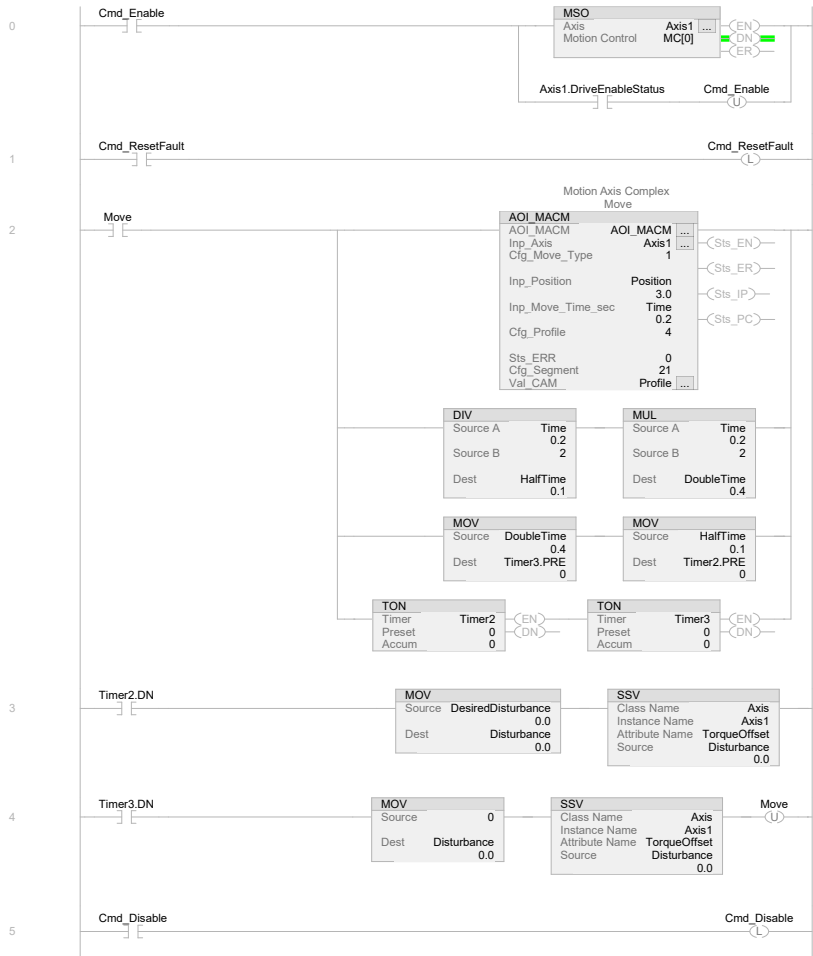 0
Cmd_Enable
MSO
Axis Axis1 ...
Motion Control MC[0]
EN
DN
ER
Axis1.DriveEnableStatus Cmd_Enable
U
1
Cmd_ResetFault Cmd_ResetFault
L
Motion Axis Complex
Move
2
Move
AOI_MACM
AOI_MACM AOI_MACM ...
Inp_Axis Axis1 ... Sts_EN
Cfg_Move_Type 1
Sts_ER
Inp_Position Position
3.0 Sts_IP
Inp_Move_Time_sec Time
0.2 Sts_PC
Cfg_Profile 4
Sts_ERR 0
Cfg_Segment 21
Val_CAM Profile ...
DIV MUL
Source A Time Source A Time
0.2 0.2
Source B 2 Source B 2
Dest HalfTime Dest DoubleTime
0.1 0.4
MOV MOV
Source DoubleTime Source HalfTime
0.4 0.1
Dest Timer3.PRE Dest Timer2.PRE
0 0
TON TON
Timer Timer2 EN Timer Timer3 EN
Preset 0 DN Preset 0 DN
Accum 0 Accum 0
3
Timer2.DN
MOV SSV
Source DesiredDisturbance Class Name Axis
0.0 Instance Name Axis1
Dest Disturbance Attribute Name TorqueOffset
0.0 Source Disturbance
0.0
4
Timer3.DN
MOV SSV Move
Source 0 Class Name Axis U
Instance Name Axis1
Dest Disturbance Attribute Name TorqueOffset
0.0 Source Disturbance
0.0
5
Cmd_Disable Cmd_Disable
L